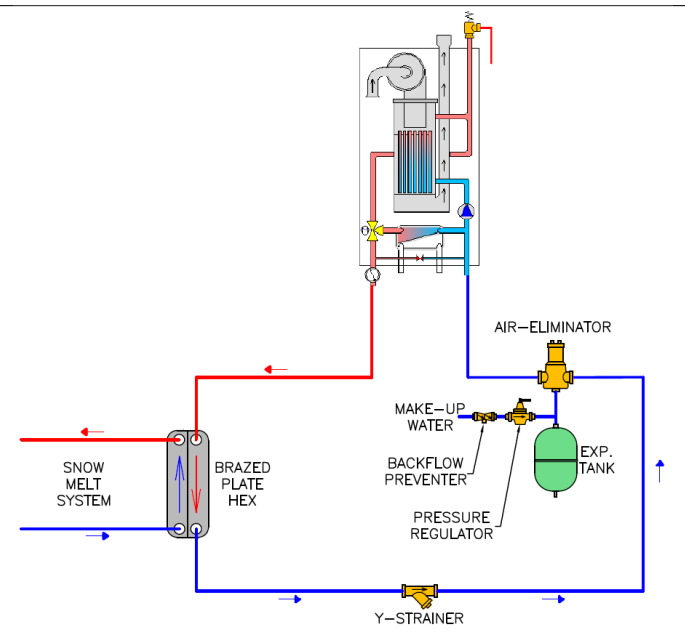 AIR-ELIMINATOR
MAKE-UP
WATER
BACKFLOW
PREVENTER
EXP.
TANK
PRESSURE
REGULATOR
SNOW
MELT
SYSTEM
BRAZED
PLATE
HEX
Y-STRAINER